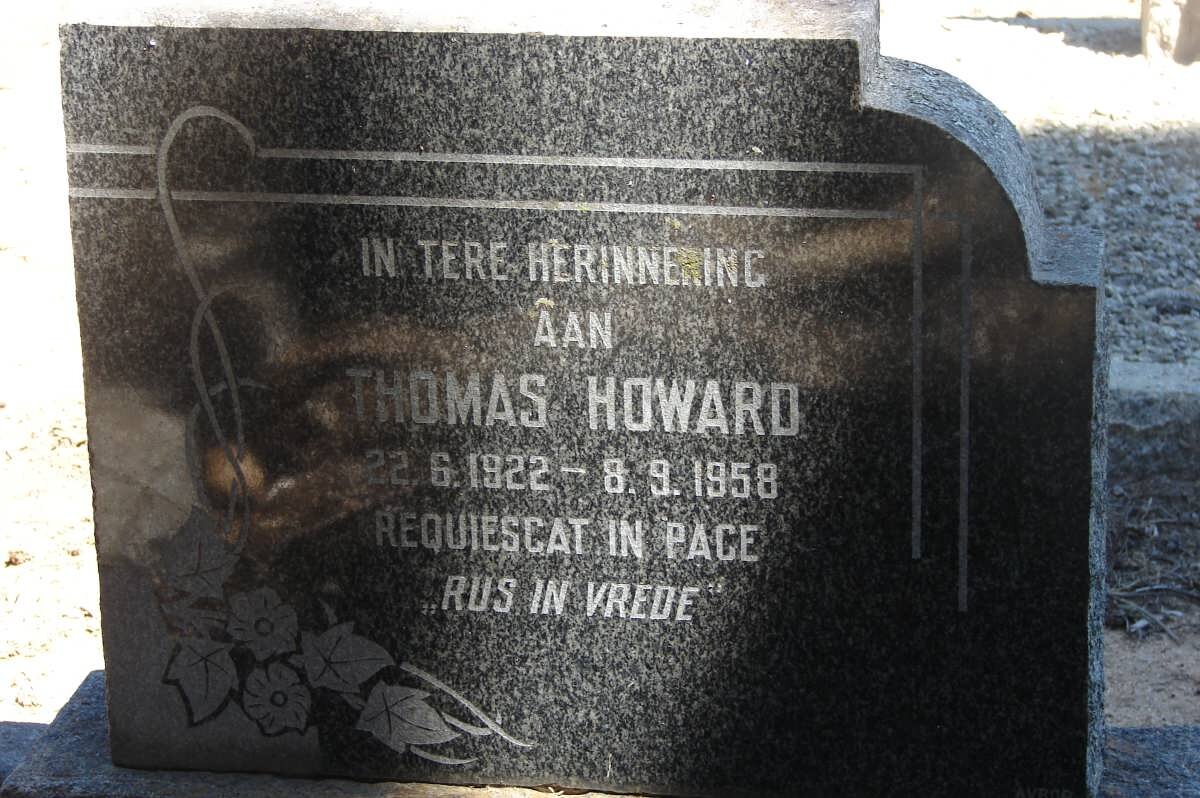 IN TERE HERINNERING
AAN
THOMAS HOWARD
22.6.1922 – 8.9.1958
REQUIESCAT IN PACE
„RUS IN VREDE"